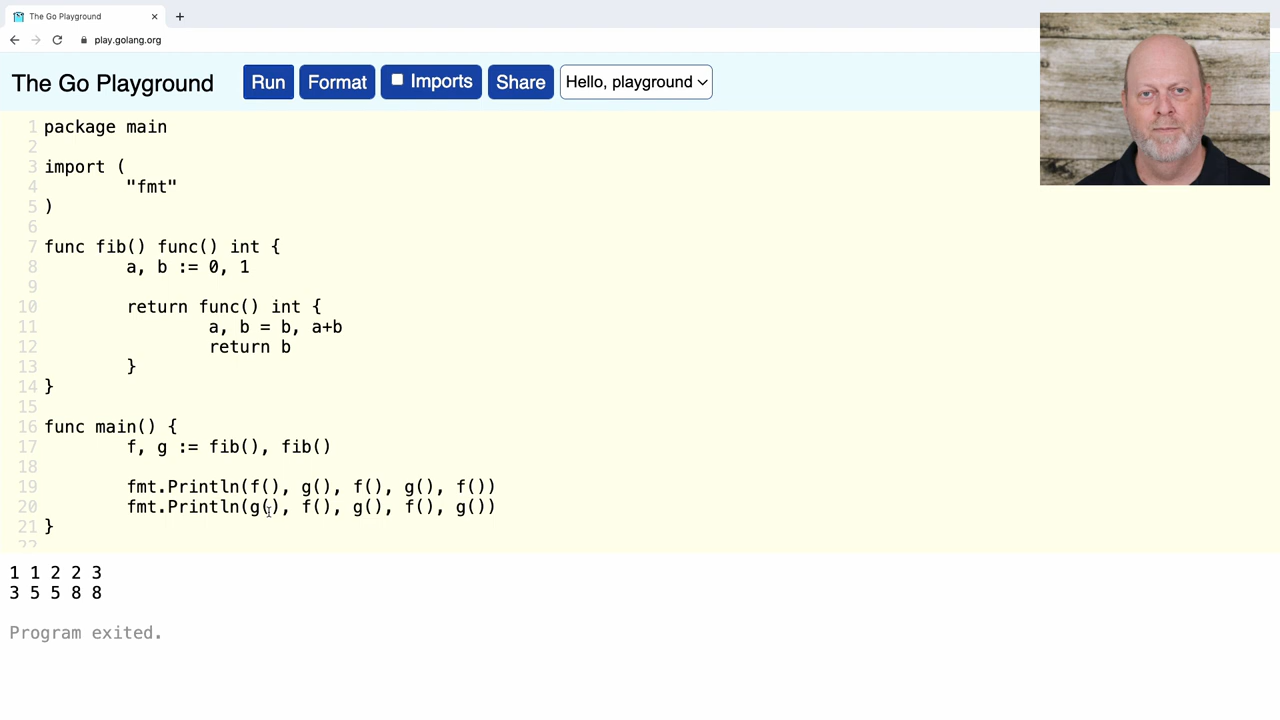 The Go Playground
play.golang.org
The Go Playground Run Format Imports Share Hello, playground
1 package main
2
3 import (
4 "fmt"
5 )
6
7 func fib() func() int {
8 a, b := 0, 1
9
10 return func() int {
11 a, b = b, a+b
12 return b
13 }
14 }
15
16 func main() {
17 f, g := fib(), fib()
18
19 fmt.Println(f(), g(), f(), g(), f())
20 fmt.Println(g(), f(), g(), f(), g())
21 }
22
1 1 2 2 3
3 5 5 8 8
Program exited.